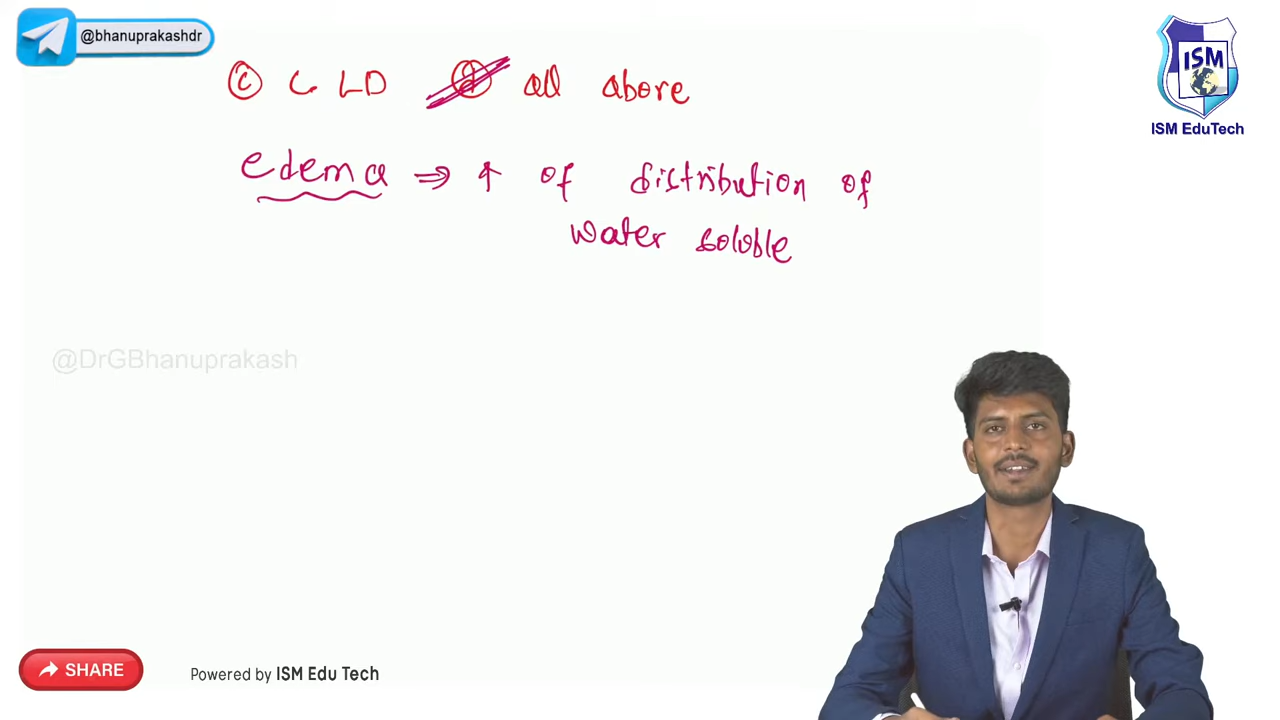 @bhanuprakashdr
ISM
ISM EduTech
ⓒ CLD ⓓ all above
edema ⇒ ↑ of distribution of
water soluble
@DrGBhanuprakash
SHARE
Powered by ISM Edu Tech